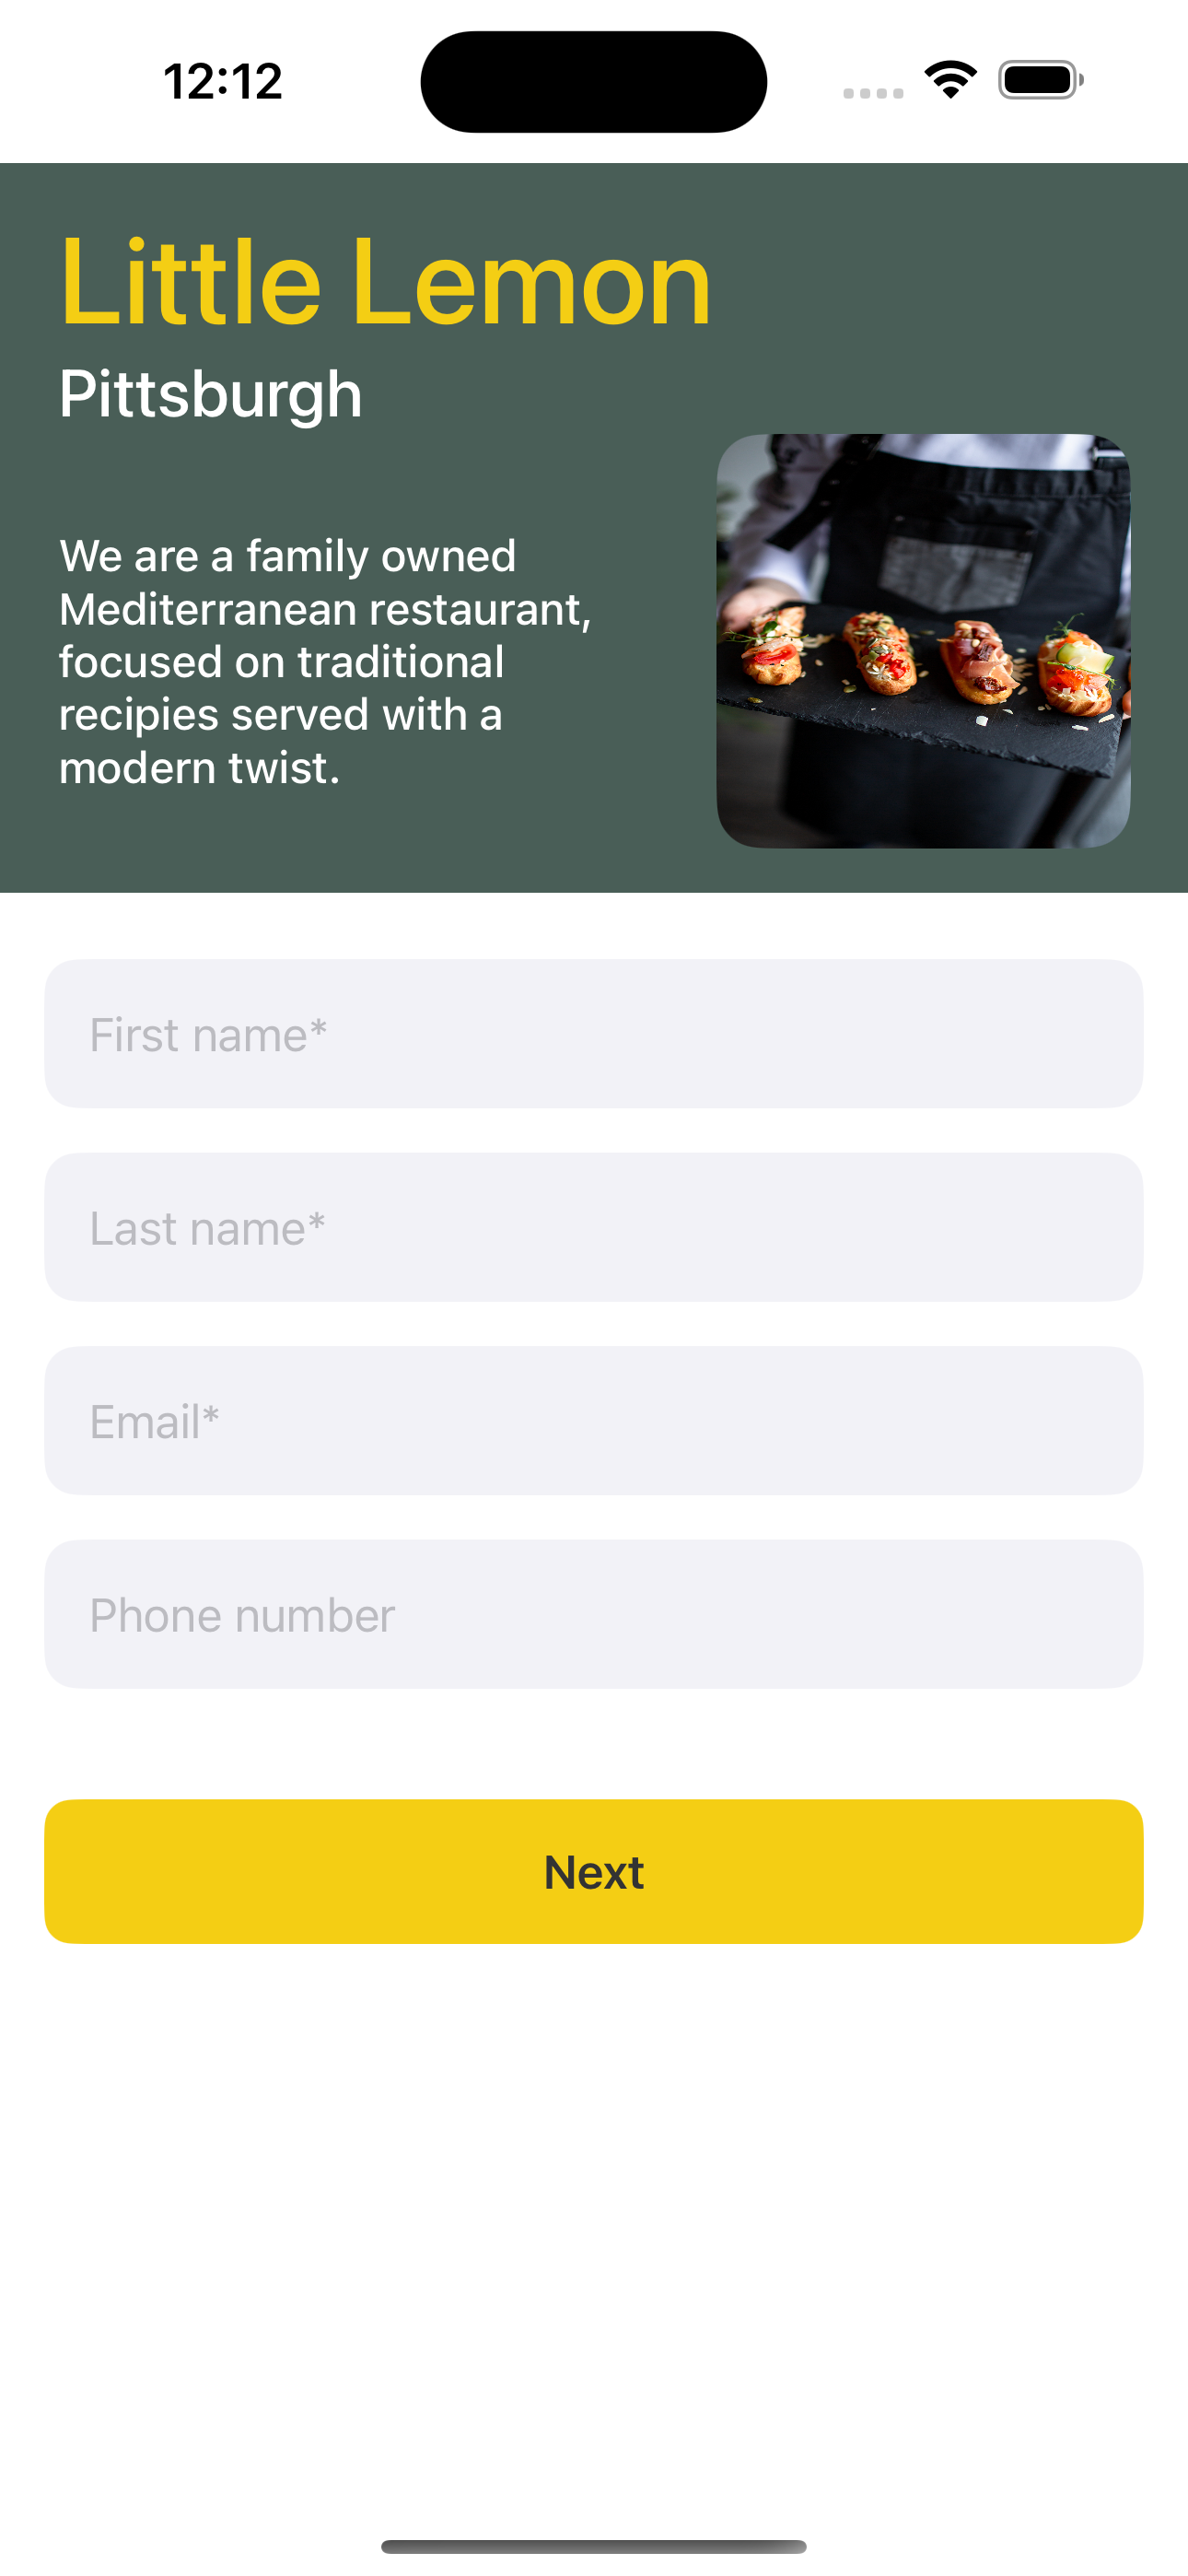 12:12
Little Lemon
Pittsburgh
We are a family owned
Mediterranean restaurant,
focused on traditional
recipies served with a
modern twist.
First name*
Last name*
Email*
Phone number
Next